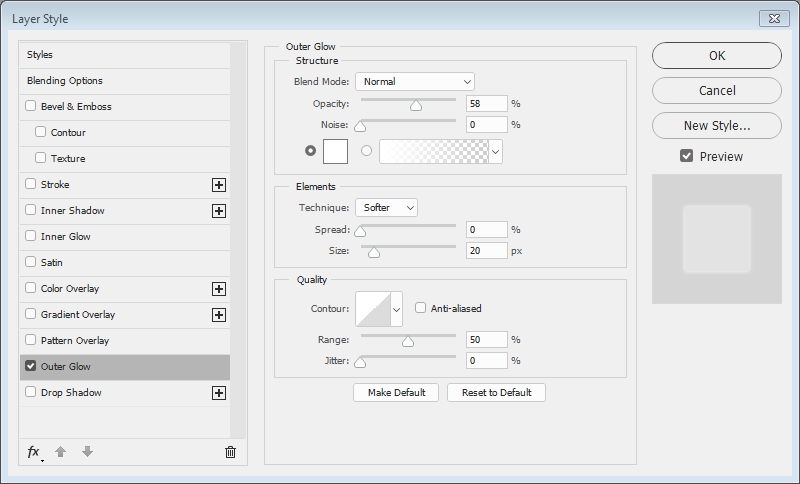 Layer Style
Styles
Blending Options
Bevel & Emboss
Contour
Texture
Stroke
Inner Shadow
Inner Glow
Satin
Color Overlay
Gradient Overlay
Pattern Overlay
Outer Glow
Drop Shadow
fx
Outer Glow
Structure
Blend Mode: Normal
Opacity: 58 %
Noise: 0 %
Elements
Technique: Softer
Spread: 0 %
Size: 20 px
Quality
Contour: Anti-aliased
Range: 50 %
Jitter: 0 %
Make Default Reset to Default
OK
Cancel
New Style...
Preview